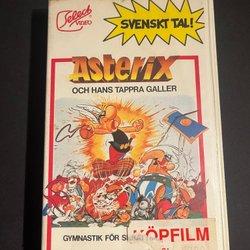 Select
VIDEO
SVENSKT TAL!
Asterix
OCH HANS TAPPRA GALLER
GYMNASTIK FÖR
KÖPFILM